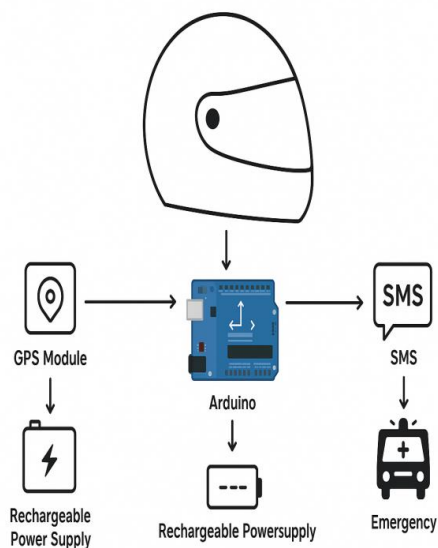 SMS
GPS Module
SMS
Arduino
Rechargeable
Power Supply
Rechargeable Powersupply
Emergency